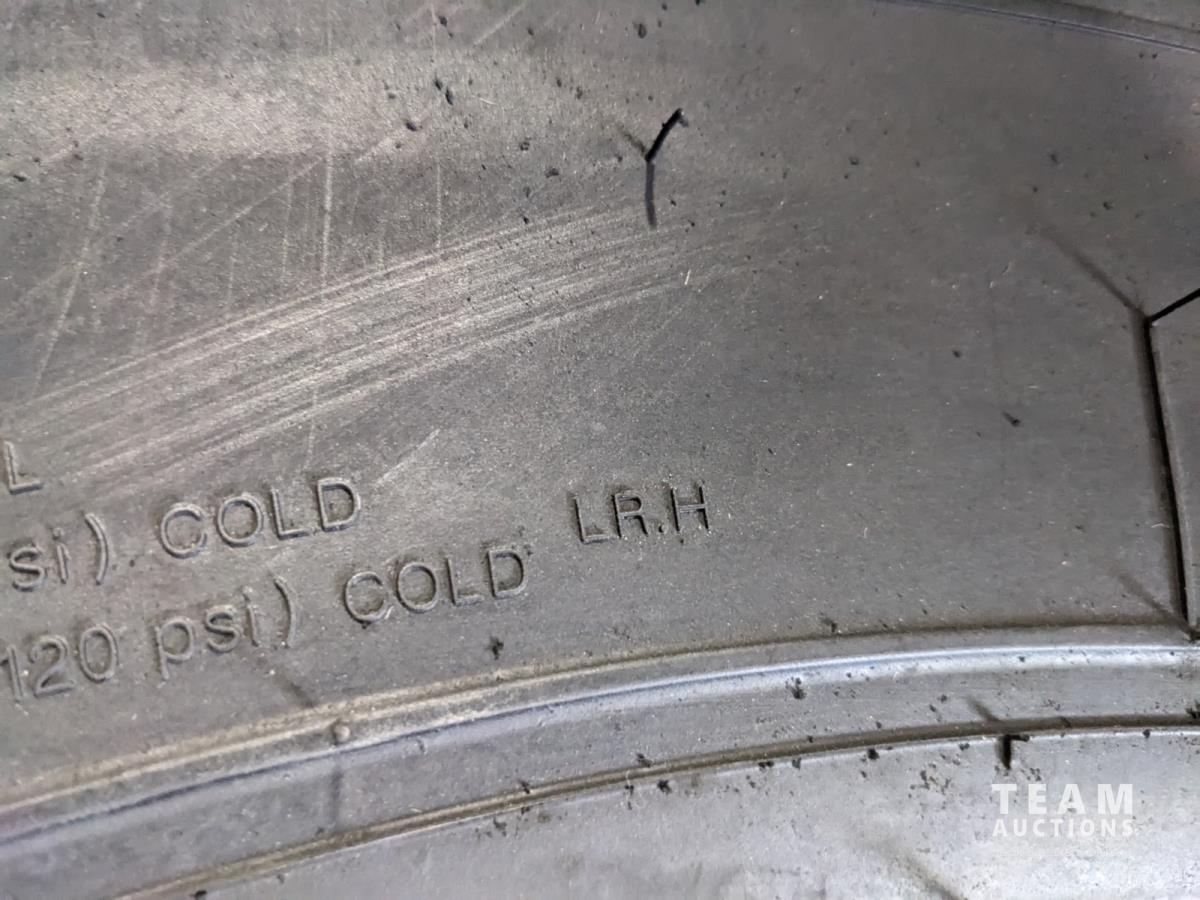 L
si) COLD
120 psi) COLD
LR.H
TEAM
AUCTIONS